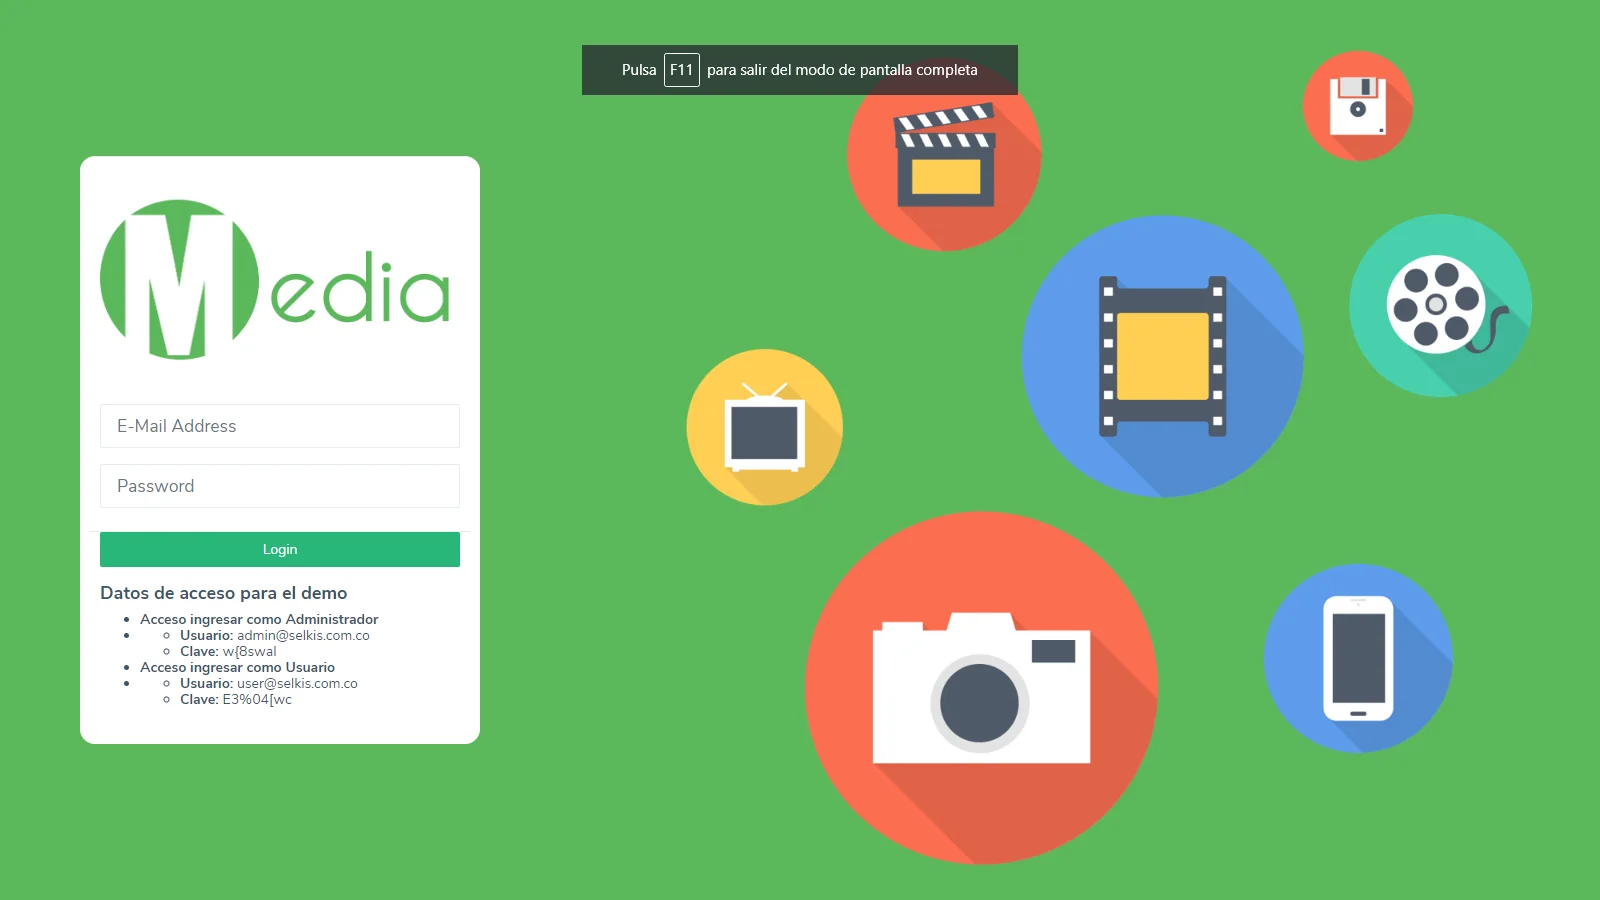 Pulsa F11 para salir del modo de pantalla completa
Media
E-Mail Address
Password
Login
Datos de acceso para el demo
Acceso ingresar como Administrador
Usuario: admin@selkis.com.co
Clave: w{8swal
Acceso ingresar como Usuario
Usuario: user@selkis.com.co
Clave: E3%04[wc